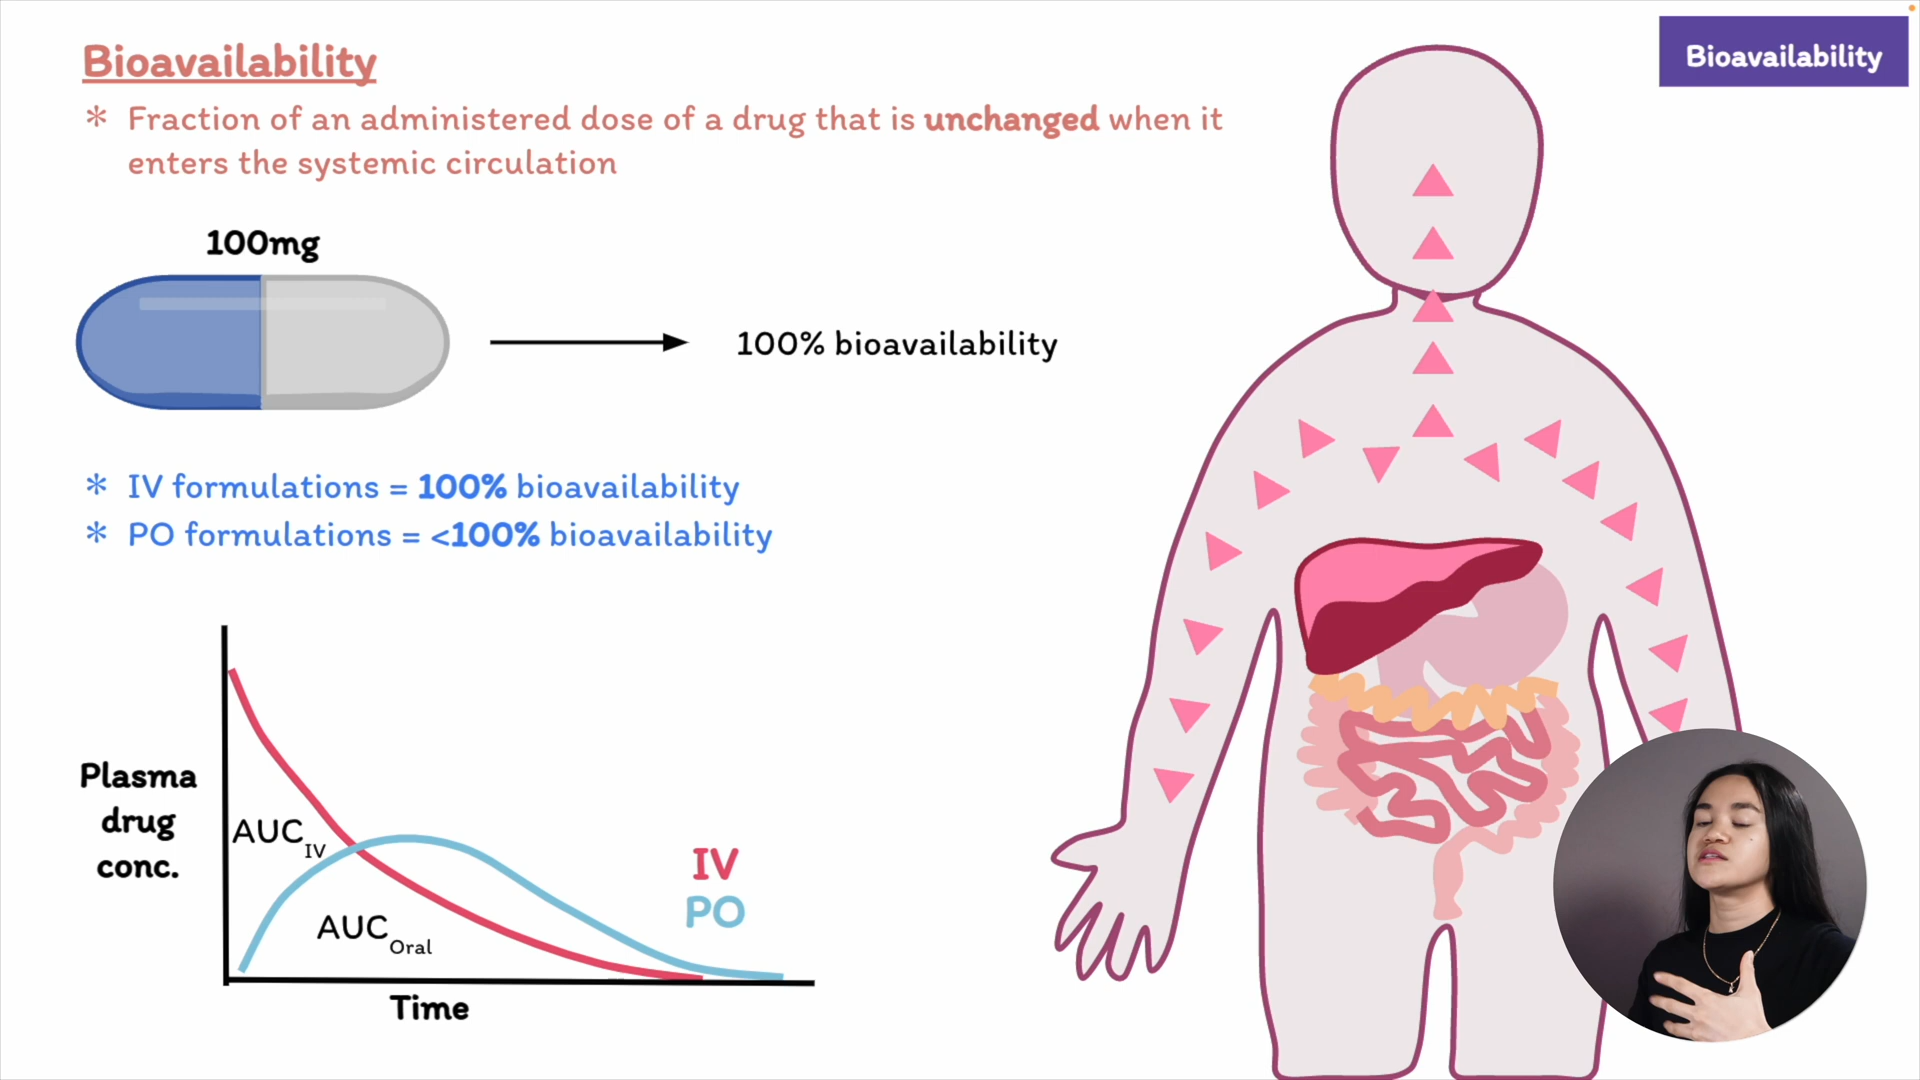 Bioavailability
Bioavailability
* Fraction of an administered dose of a drug that is unchanged when it
enters the systemic circulation
100mg
100% bioavailability
* IV formulations = 100% bioavailability
* PO formulations = <100% bioavailability
Plasma
drug
conc.
AUC IV
AUC Oral
IV
PO
Time